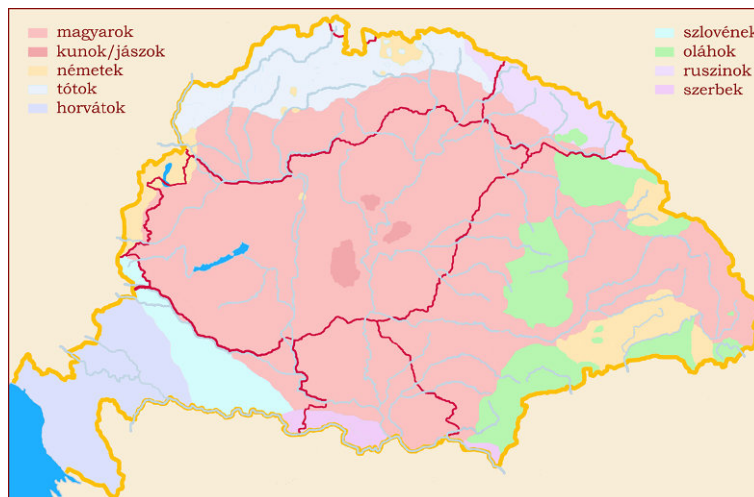 magyarok
kunok/jászok
németek
tótok
horvátok
szlovének
oláhok
ruszinok
szerbek